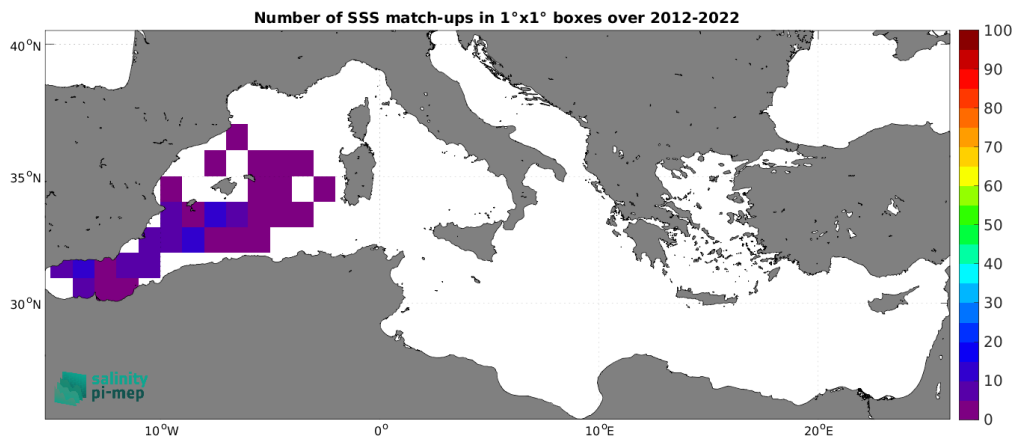 Number of SSS match-ups in 1°x1° boxes over 2012-2022
40°N
35°N
30°N
10°W
0°
10°E
20°E
100
90
80
70
60
50
40
30
20
10
0
salinity
pi-mep